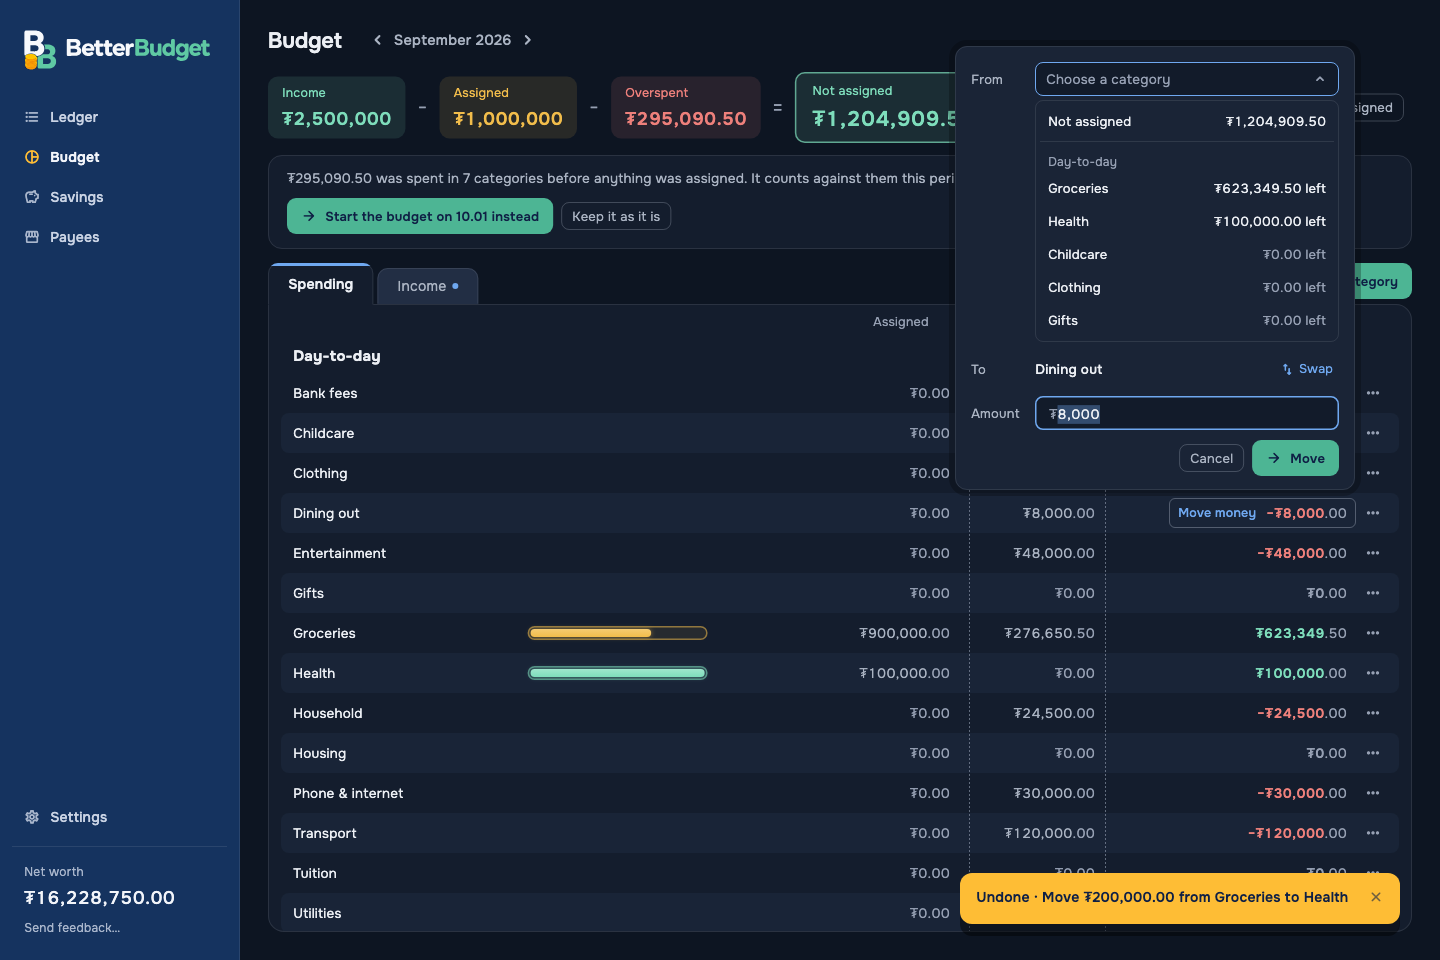 BetterBudget
Ledger
Budget
Savings
Payees
Settings
Net worth
₮16,228,750.00
Send feedback...
Budget
September 2026
Income
₮2,500,000
–
Assigned
₮1,000,000
–
Overspent
₮295,090.50
=
Not assigned
₮1,204,909.5
signed
₮295,090.50 was spent in 7 categories before anything was assigned. It counts against them this peri
Start the budget on 10.01 instead
Keep it as it is
Spending
Income
tegory
Assigned
Day-to-day
Bank fees ₮0.00
Childcare ₮0.00
Clothing ₮0.00
Dining out ₮0.00 ₮8,000.00 Move money -₮8,000.00
Entertainment ₮0.00 ₮48,000.00 -₮48,000.00
Gifts ₮0.00 ₮0.00 ₮0.00
Groceries ₮900,000.00 ₮276,650.50 ₮623,349.50
Health ₮100,000.00 ₮0.00 ₮100,000.00
Household ₮0.00 ₮24,500.00 -₮24,500.00
Housing ₮0.00 ₮0.00 ₮0.00
Phone & internet ₮0.00 ₮30,000.00 -₮30,000.00
Transport ₮0.00 ₮120,000.00 -₮120,000.00
Tuition ₮0.00 ₮0.00 ₮0.00
Utilities ₮0.00
From
Choose a category
Not assigned ₮1,204,909.50
Day-to-day
Groceries ₮623,349.50 left
Health ₮100,000.00 left
Childcare ₮0.00 left
Clothing ₮0.00 left
Gifts ₮0.00 left
To Dining out Swap
Amount ₮8,000
Cancel
Move
Undone · Move ₮200,000.00 from Groceries to Health